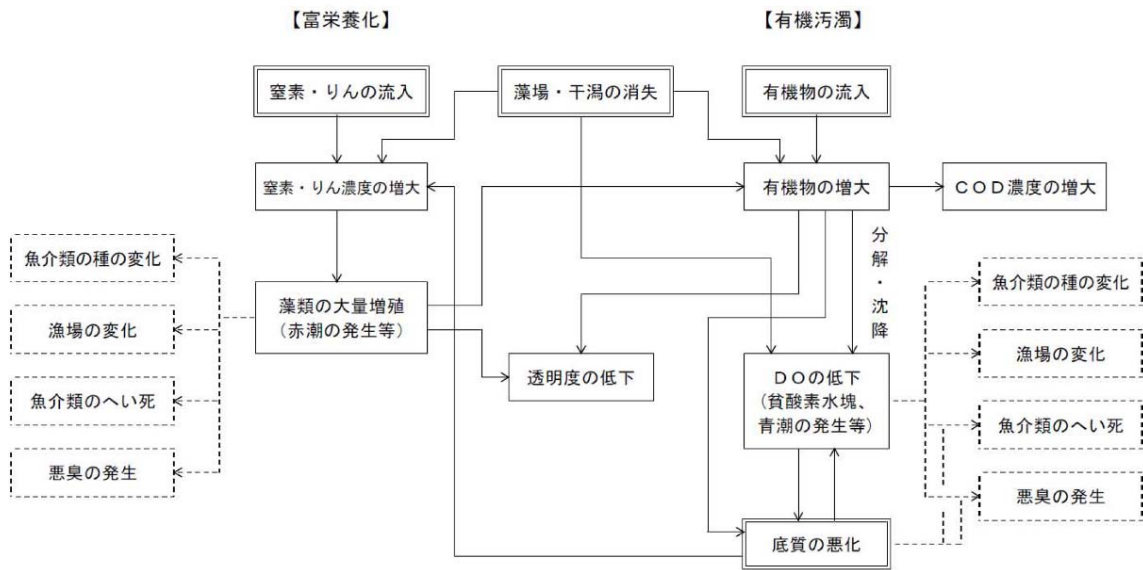 【富栄養化】
【有機汚濁】
窒素・りんの流入
藻場・干潟の消失
有機物の流入
窒素・りん濃度の増大
有機物の増大
ＣＯＤ濃度の増大
分解・沈降
魚介類の種の変化
漁場の変化
魚介類のへい死
悪臭の発生
藻類の大量増殖
(赤潮の発生等)
透明度の低下
ＤＯの低下
(貧酸素水塊、
青潮の発生等)
魚介類の種の変化
漁場の変化
魚介類のへい死
悪臭の発生
底質の悪化